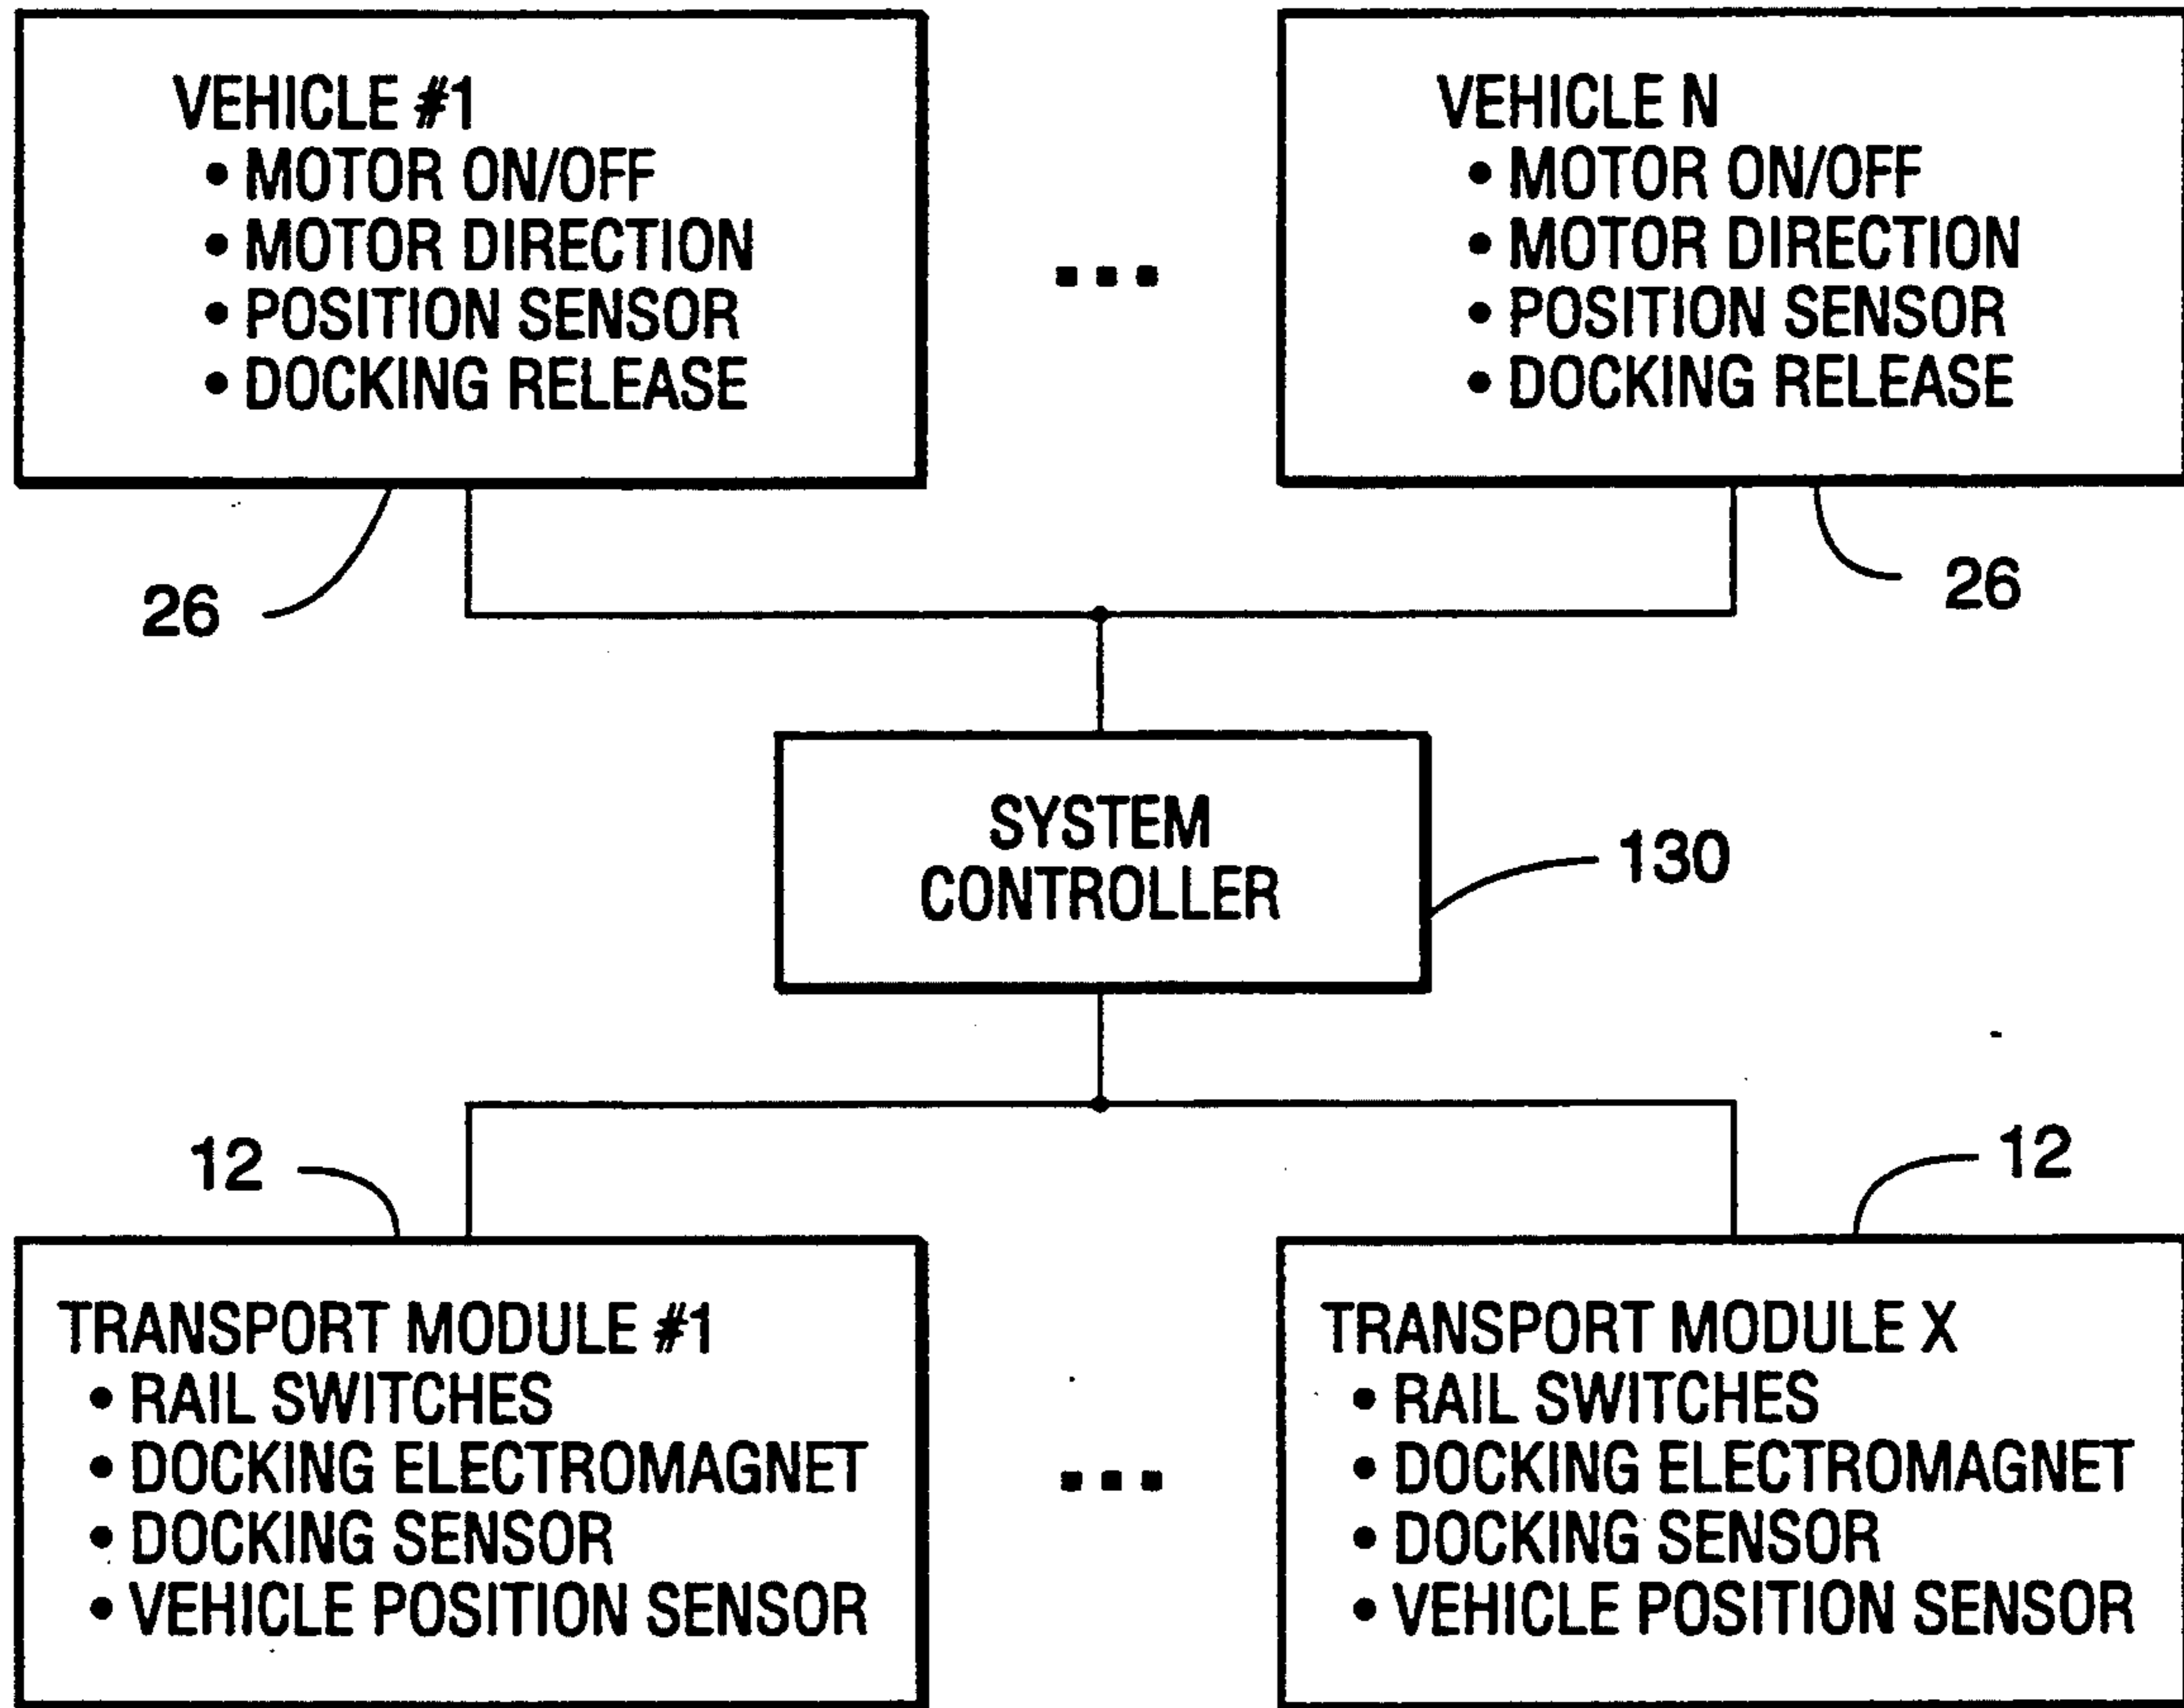 VEHICLE #1
• MOTOR ON/OFF
• MOTOR DIRECTION
• POSITION SENSOR
• DOCKING RELEASE
...
VEHICLE N
• MOTOR ON/OFF
• MOTOR DIRECTION
• POSITION SENSOR
• DOCKING RELEASE
26
26
SYSTEM
CONTROLLER
130
12
12
TRANSPORT MODULE #1
• RAIL SWITCHES
• DOCKING ELECTROMAGNET
• DOCKING SENSOR
• VEHICLE POSITION SENSOR
...
TRANSPORT MODULE X
• RAIL SWITCHES
• DOCKING ELECTROMAGNET
• DOCKING SENSOR
• VEHICLE POSITION SENSOR